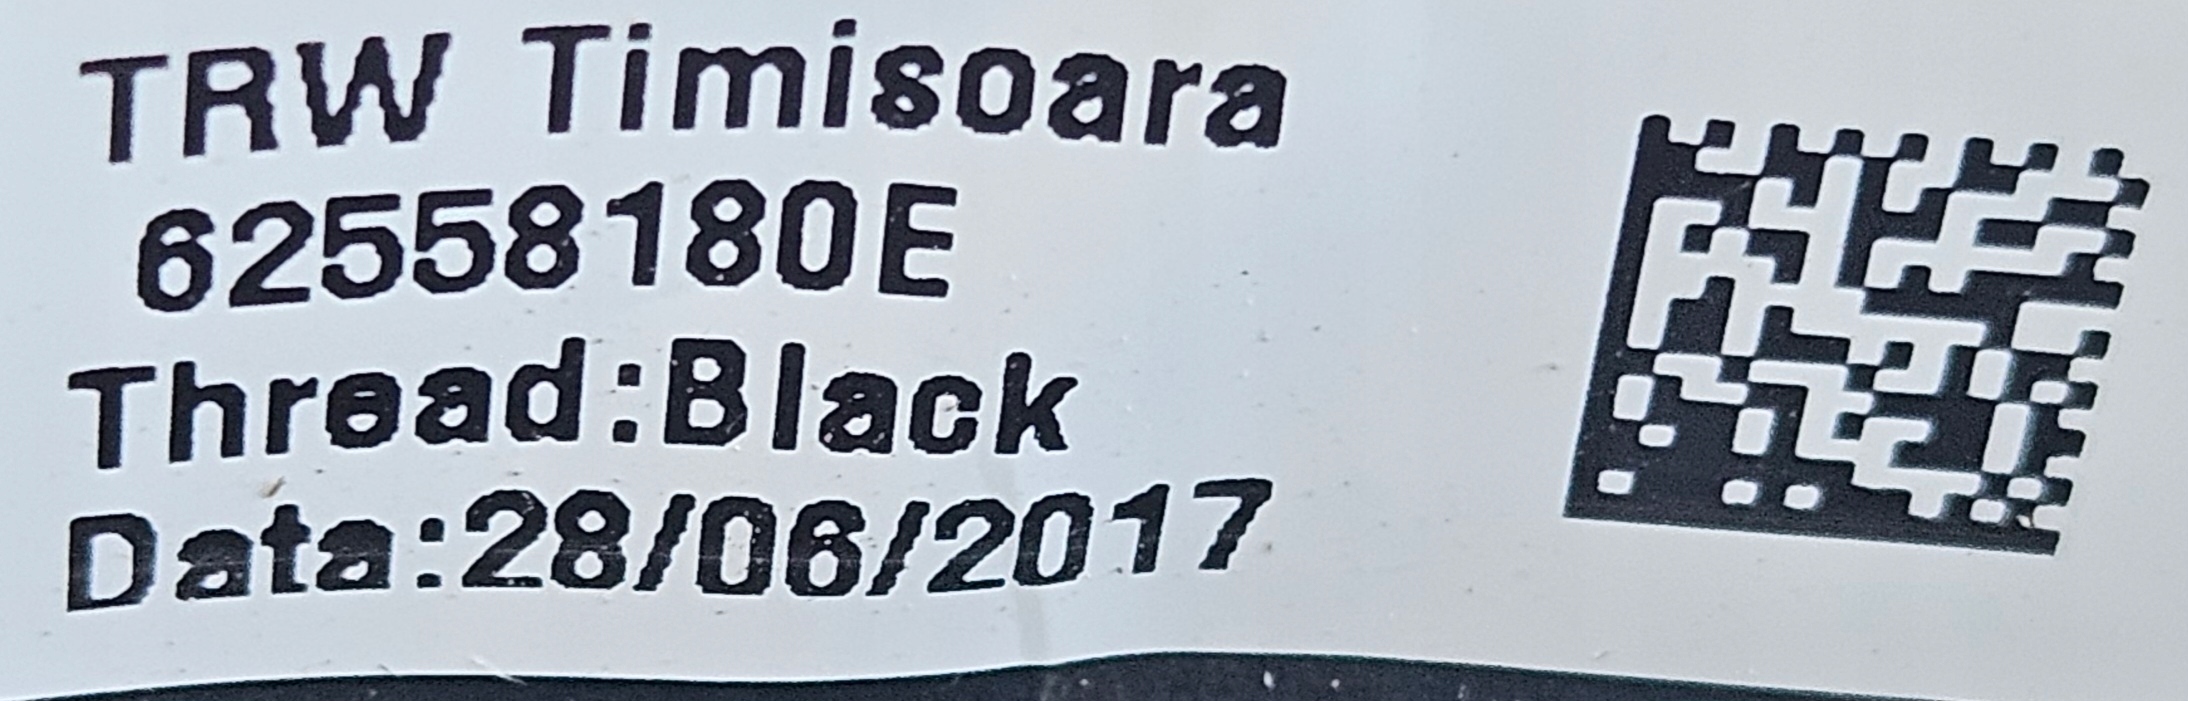 TRW Timisoara
62558180E
Thread:Black
Data:28/06/2017